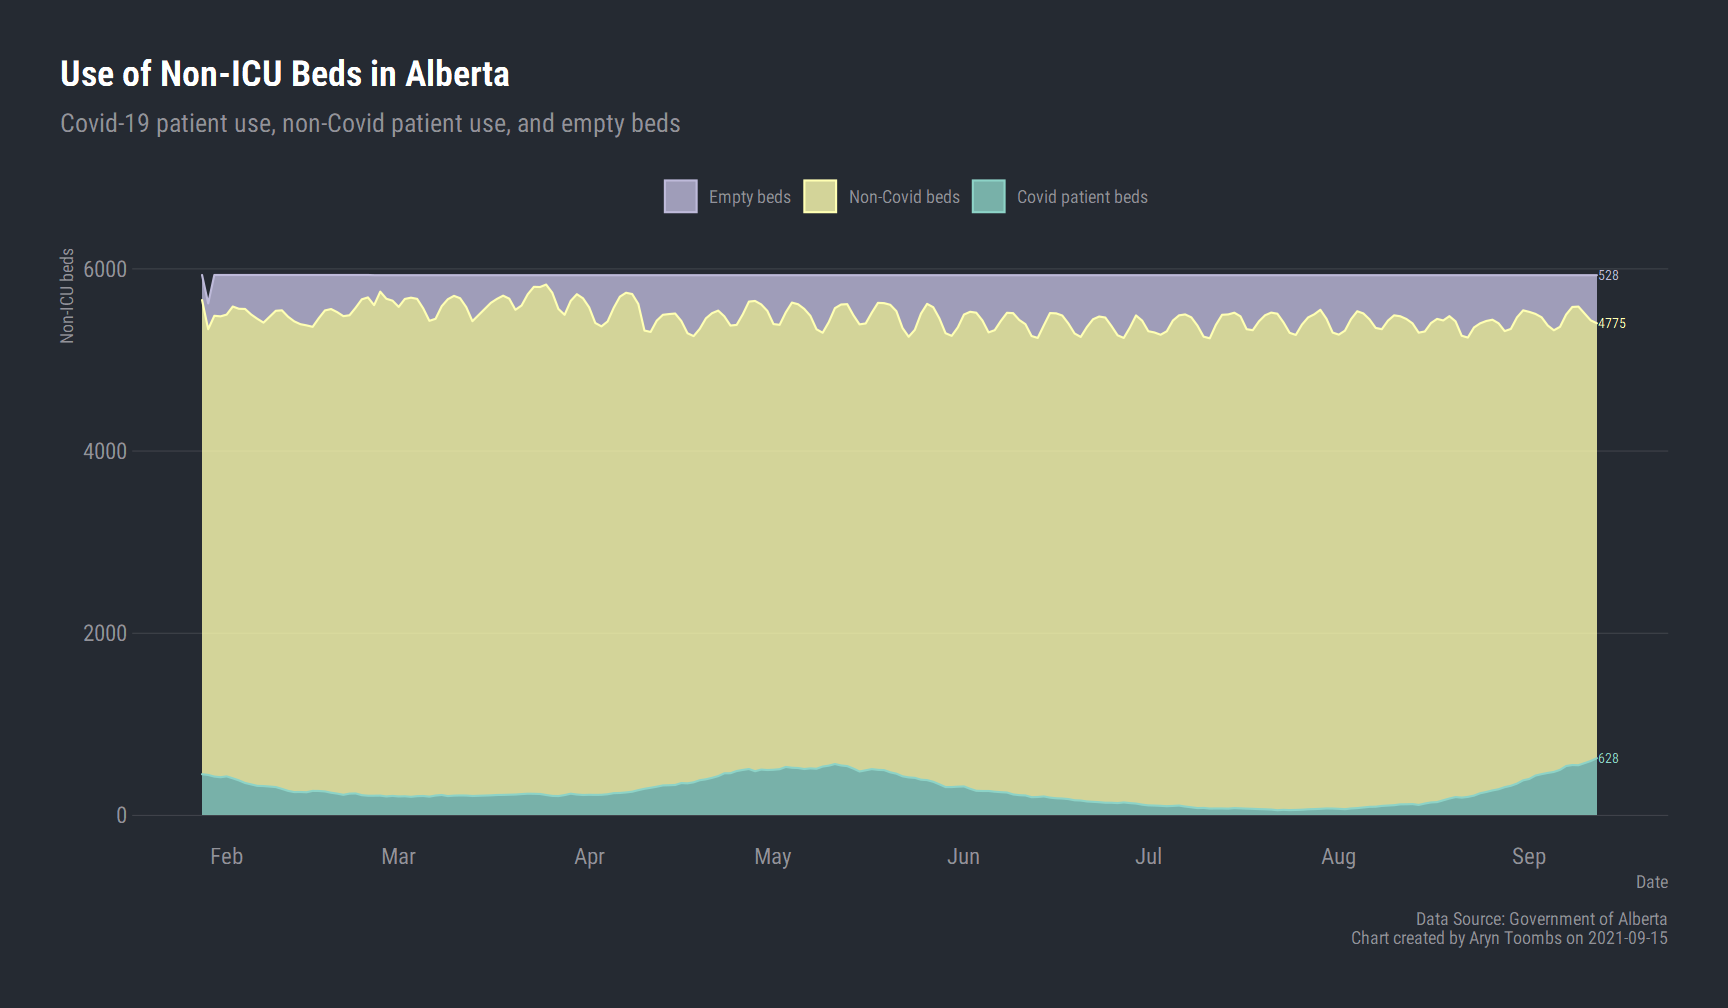 Use of Non-ICU Beds in Alberta
Covid-19 patient use, non-Covid patient use, and empty beds
Empty beds Non-Covid beds Covid patient beds
Non-ICU beds
6000
4000
2000
0
528
4775
628
Feb Mar Apr May Jun Jul Aug Sep
Date
Data Source: Government of Alberta
Chart created by Aryn Toombs on 2021-09-15